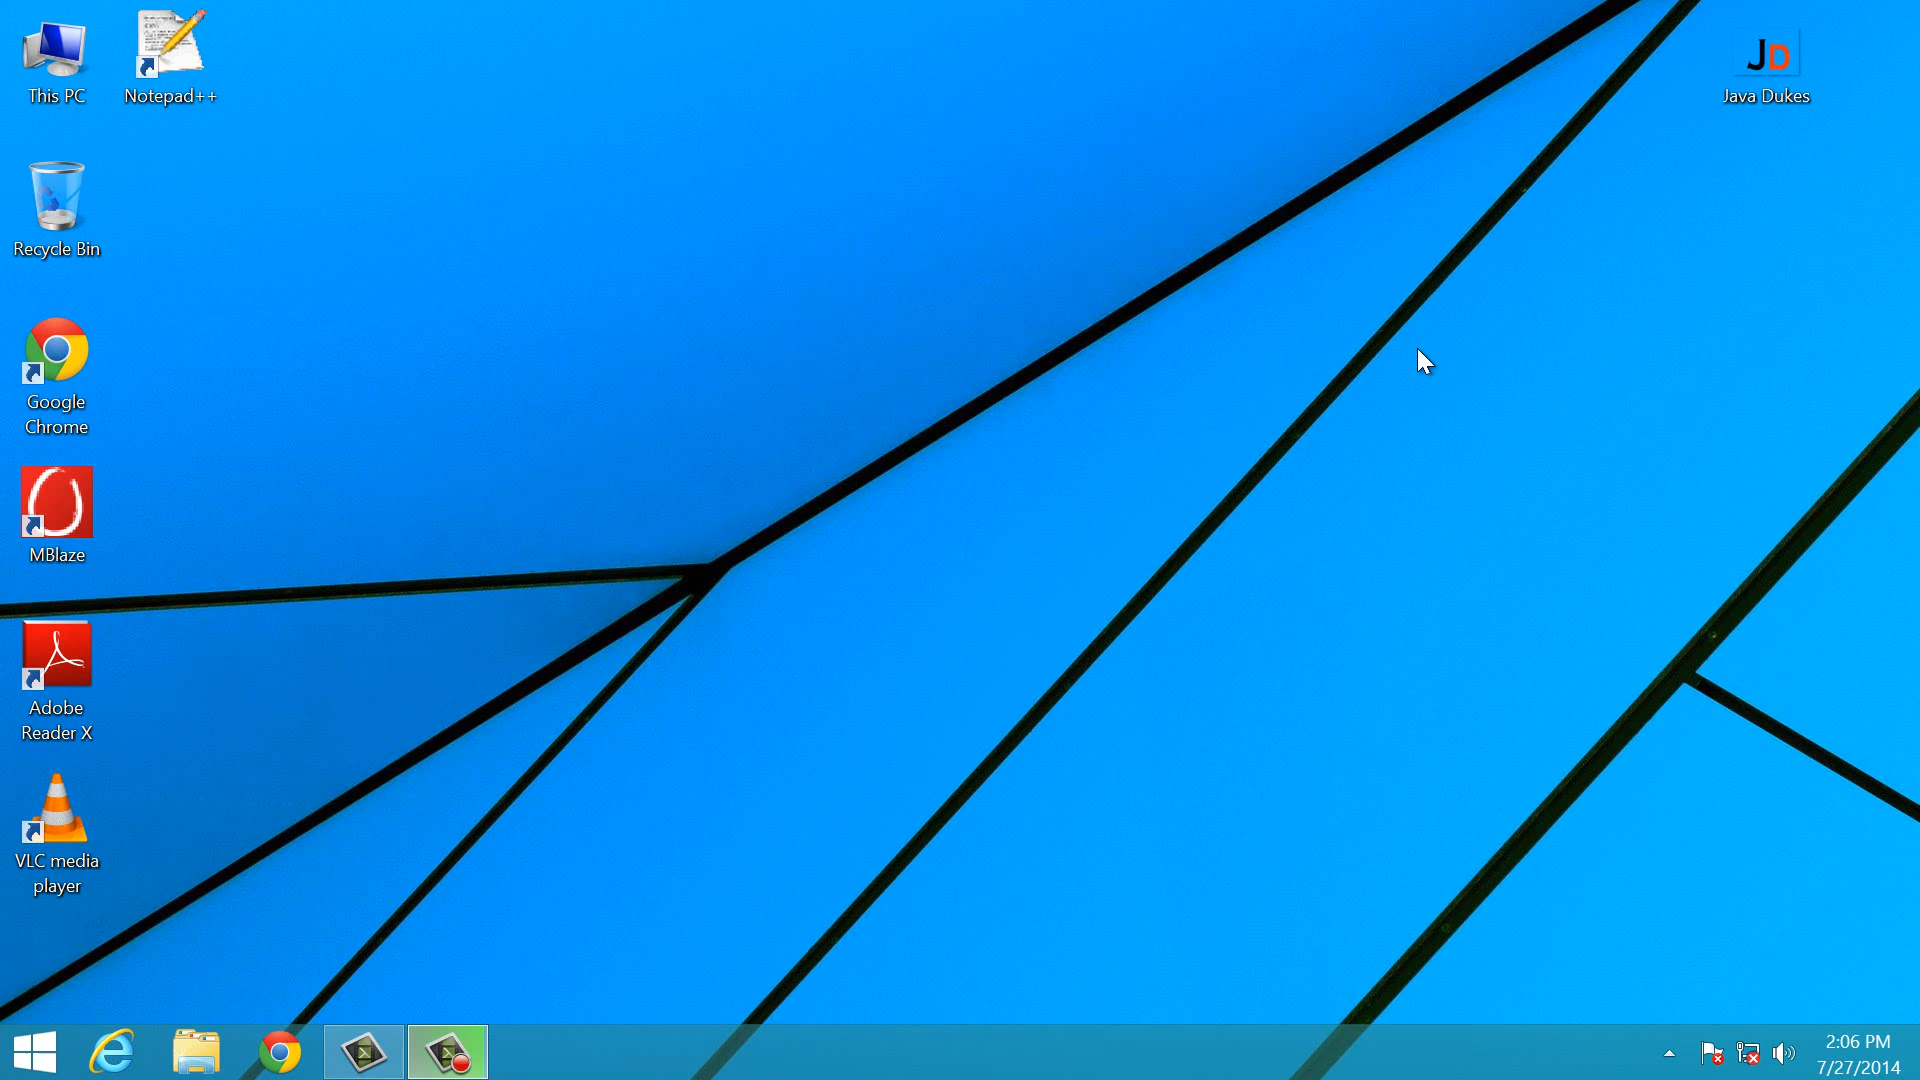 This PC
Notepad++
JD
Java Dukes
Recycle Bin
Google
Chrome
MBlaze
Adobe
Reader X
VLC media
player
2:06 PM
7/27/2014